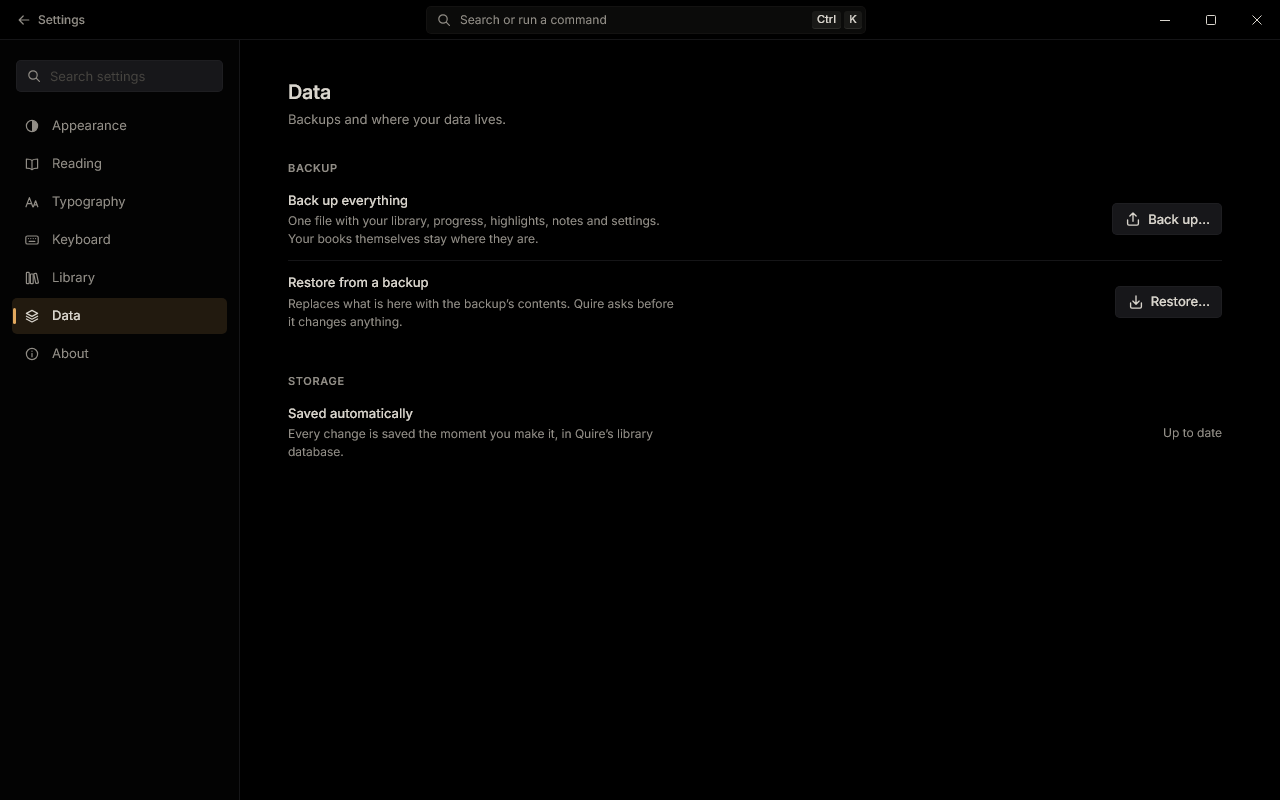 Settings
Search or run a command
Ctrl K
Search settings
Appearance
Reading
Typography
Keyboard
Library
Data
About
Data
Backups and where your data lives.
BACKUP
Back up everything
One file with your library, progress, highlights, notes and settings.
Your books themselves stay where they are.
Back up...
Restore from a backup
Replaces what is here with the backup’s contents. Quire asks before
it changes anything.
Restore...
STORAGE
Saved automatically
Every change is saved the moment you make it, in Quire’s library
database.
Up to date